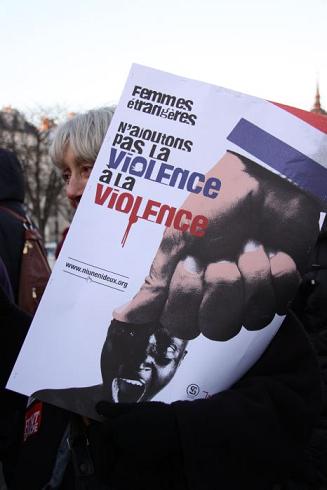 Femmes
étrangères
N'ajoutons
pas la
violence
à la
violence
www.niunenideux.org